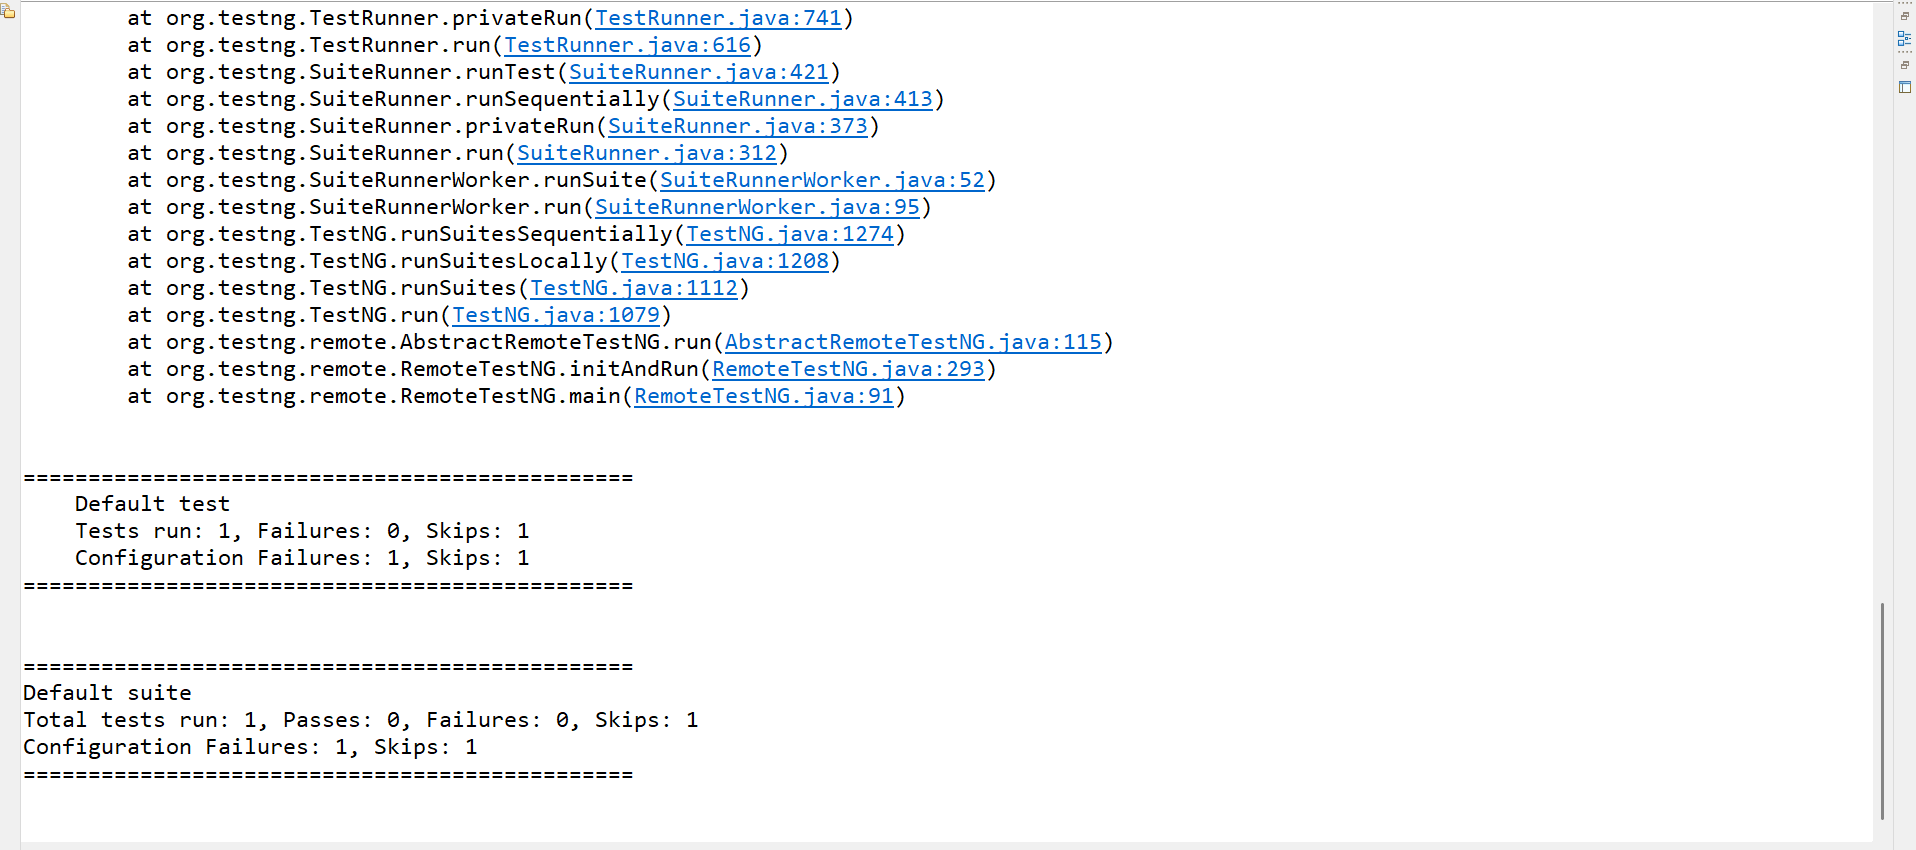 at org.testng.TestRunner.privateRun(TestRunner.java:741)
at org.testng.TestRunner.run(TestRunner.java:616)
at org.testng.SuiteRunner.runTest(SuiteRunner.java:421)
at org.testng.SuiteRunner.runSequentially(SuiteRunner.java:413)
at org.testng.SuiteRunner.privateRun(SuiteRunner.java:373)
at org.testng.SuiteRunner.run(SuiteRunner.java:312)
at org.testng.SuiteRunnerWorker.runSuite(SuiteRunnerWorker.java:52)
at org.testng.SuiteRunnerWorker.run(SuiteRunnerWorker.java:95)
at org.testng.TestNG.runSuitesSequentially(TestNG.java:1274)
at org.testng.TestNG.runSuitesLocally(TestNG.java:1208)
at org.testng.TestNG.runSuites(TestNG.java:1112)
at org.testng.TestNG.run(TestNG.java:1079)
at org.testng.remote.AbstractRemoteTestNG.run(AbstractRemoteTestNG.java:115)
at org.testng.remote.RemoteTestNG.initAndRun(RemoteTestNG.java:293)
at org.testng.remote.RemoteTestNG.main(RemoteTestNG.java:91)
===============================================
Default test
Tests run: 1, Failures: 0, Skips: 1
Configuration Failures: 1, Skips: 1
===============================================
===============================================
Default suite
Total tests run: 1, Passes: 0, Failures: 0, Skips: 1
Configuration Failures: 1, Skips: 1
===============================================